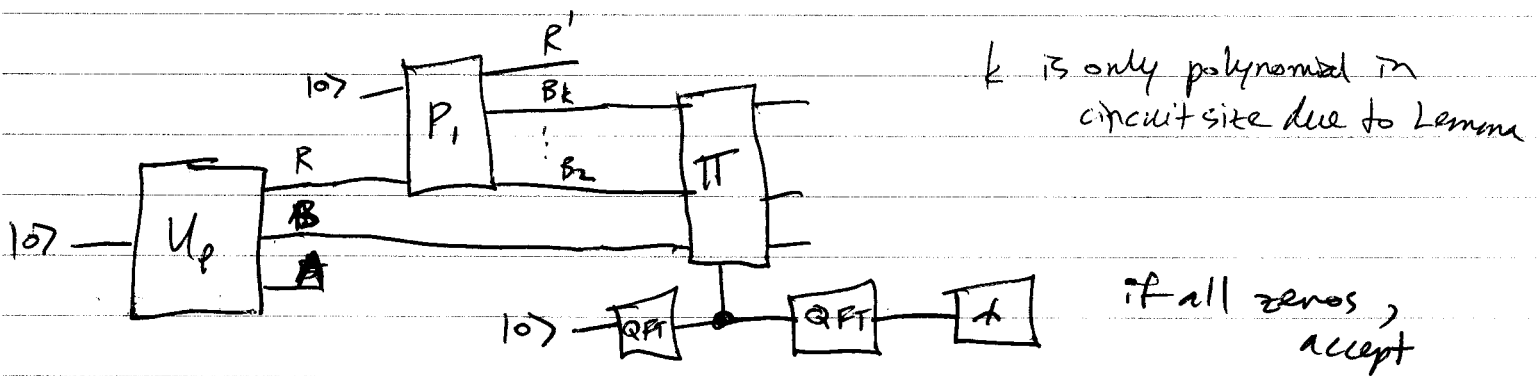 R'
|0⟩
P₁
Bk
⋮
B₂
Π
k is only polynomial in
circuit size due to Lemma
R
B
A
|0⟩
Uρ
|0⟩
QFT
QFT
if all zeros,
accept